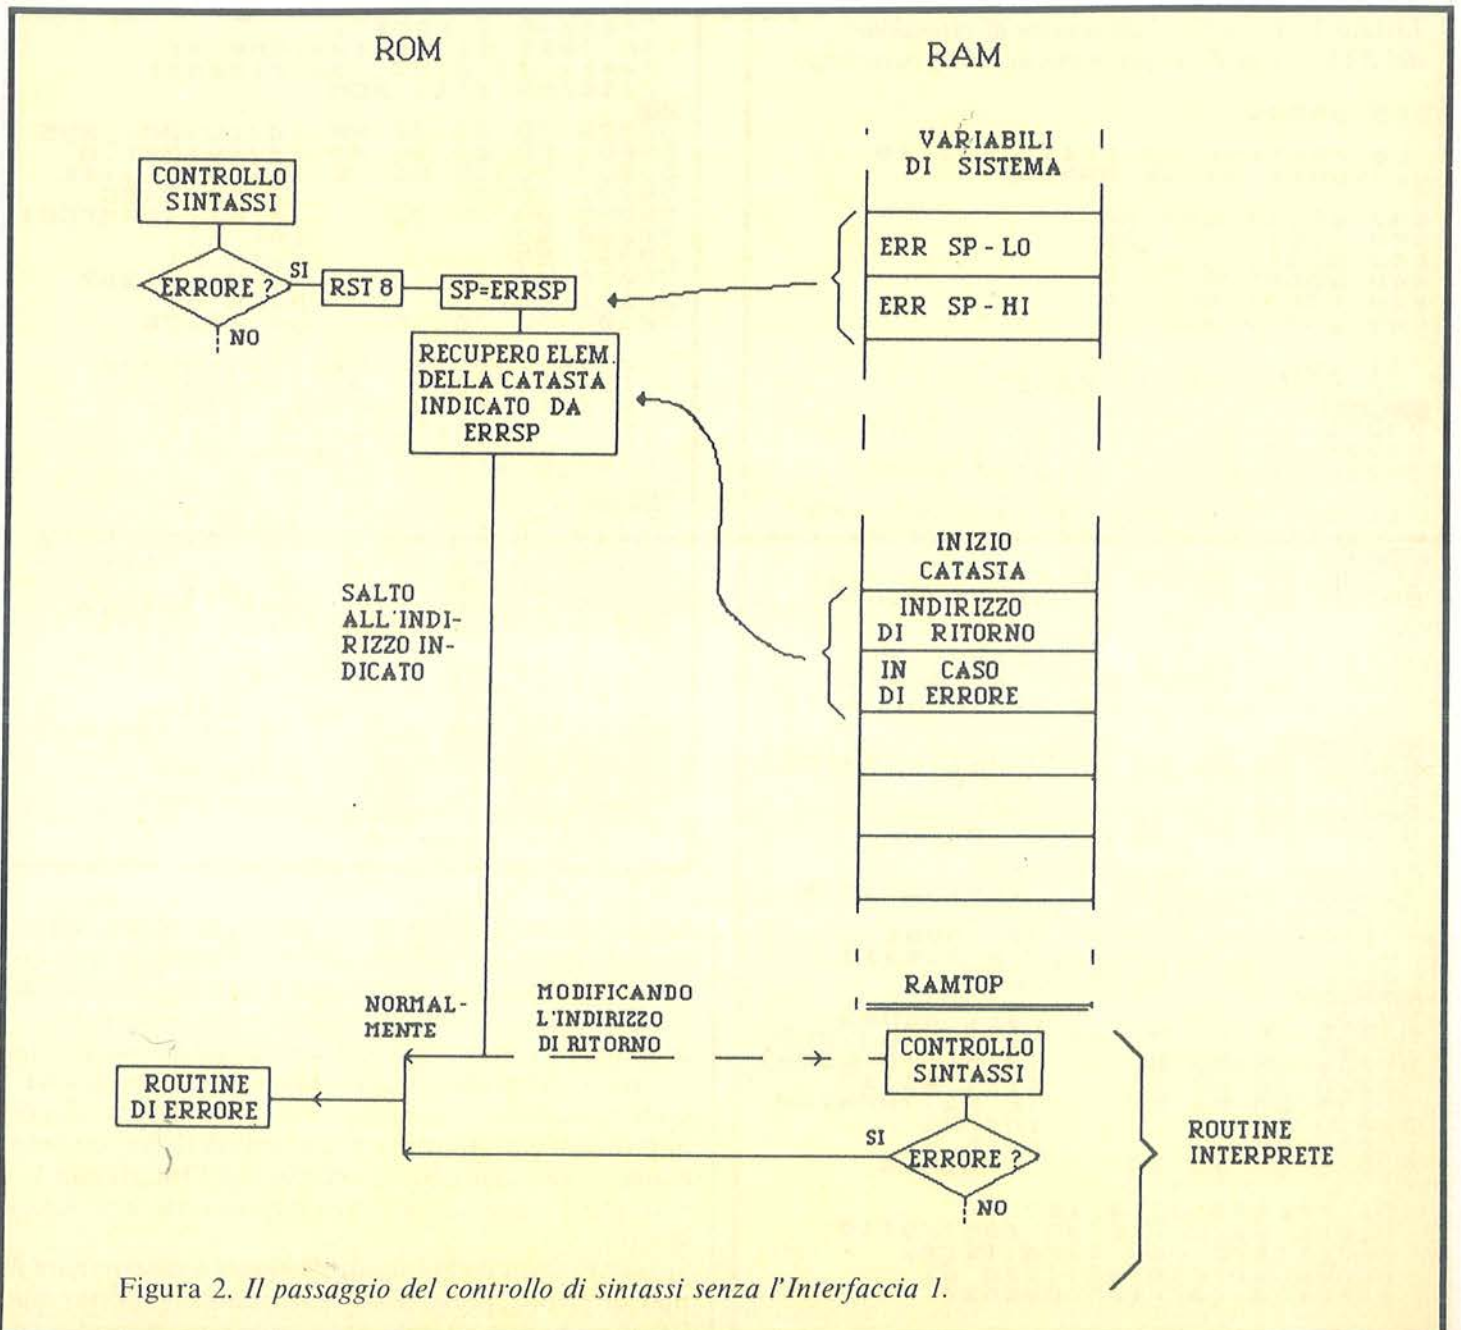 ROM
RAM
VARIABILI
DI SISTEMA
CONTROLLO
SINTASSI
ERR SP - LO
ERRORE ?
SI
RST 8
SP=ERRSP
ERR SP - HI
NO
RECUPERO ELEM.
DELLA CATASTA
INDICATO DA
ERRSP
INIZIO
CATASTA
SALTO
ALL'INDI-
RIZZO IN-
DICATO
INDIRIZZO
DI RITORNO
IN CASO
DI ERRORE
RAMTOP
NORMAL-
MENTE
MODIFICANDO
L'INDIRIZZO
DI RITORNO
CONTROLLO
SINTASSI
ROUTINE
DI ERRORE
SI
ERRORE ?
NO
ROUTINE
INTERPRETE
Figura 2. Il passaggio del controllo di sintassi senza l'Interfaccia 1.